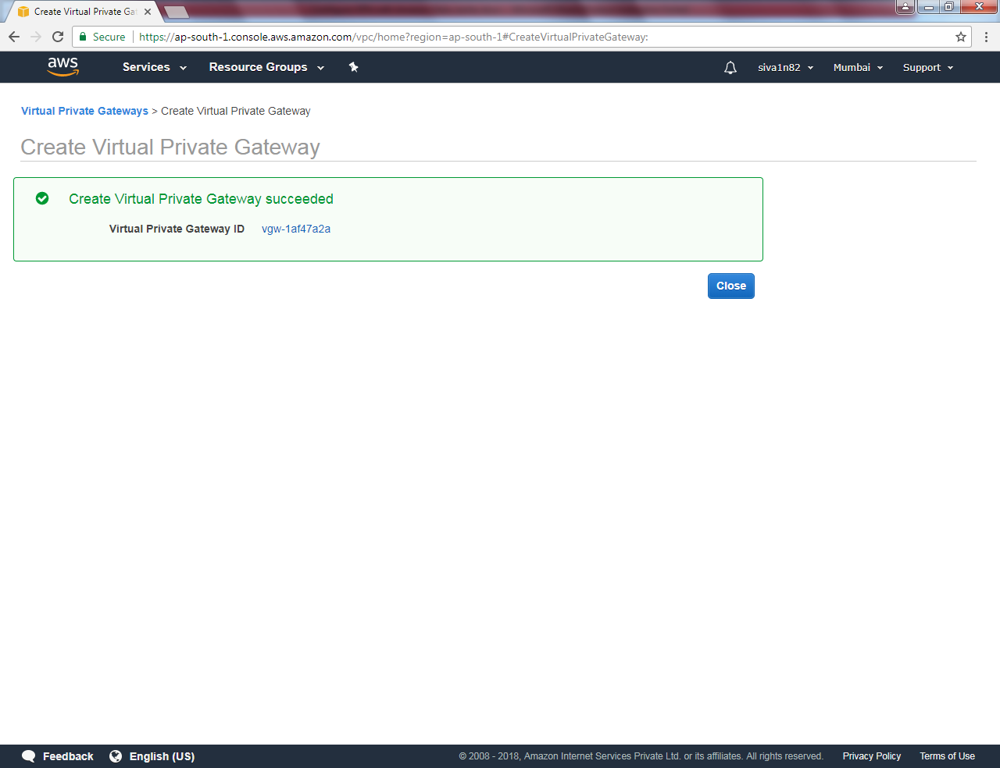 Create Virtual Private Gat
Secure https://ap-south-1.console.aws.amazon.com/vpc/home?region=ap-south-1#CreateVirtualPrivateGateway:
aws Services Resource Groups siva1n82 Mumbai Support
Virtual Private Gateways > Create Virtual Private Gateway
Create Virtual Private Gateway
Create Virtual Private Gateway succeeded
Virtual Private Gateway ID vgw-1af47a2a
Close
Feedback English (US) © 2008 - 2018, Amazon Internet Services Private Ltd. or its affiliates. All rights reserved. Privacy Policy Terms of Use